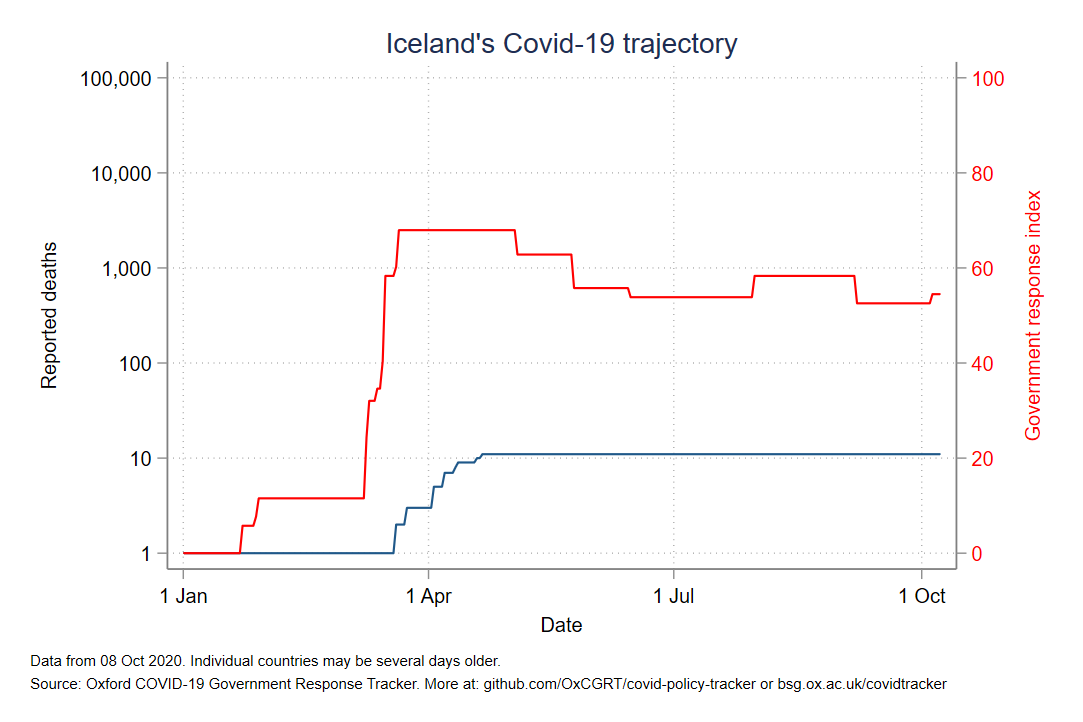 Iceland's Covid-19 trajectory
100,000
10,000
1,000
100
10
1
Reported deaths
100
80
60
40
20
0
Government response index
1 Jan
1 Apr
1 Jul
1 Oct
Date
Data from 08 Oct 2020. Individual countries may be several days older.
Source: Oxford COVID-19 Government Response Tracker. More at: github.com/OxCGRT/covid-policy-tracker or bsg.ox.ac.uk/covidtracker